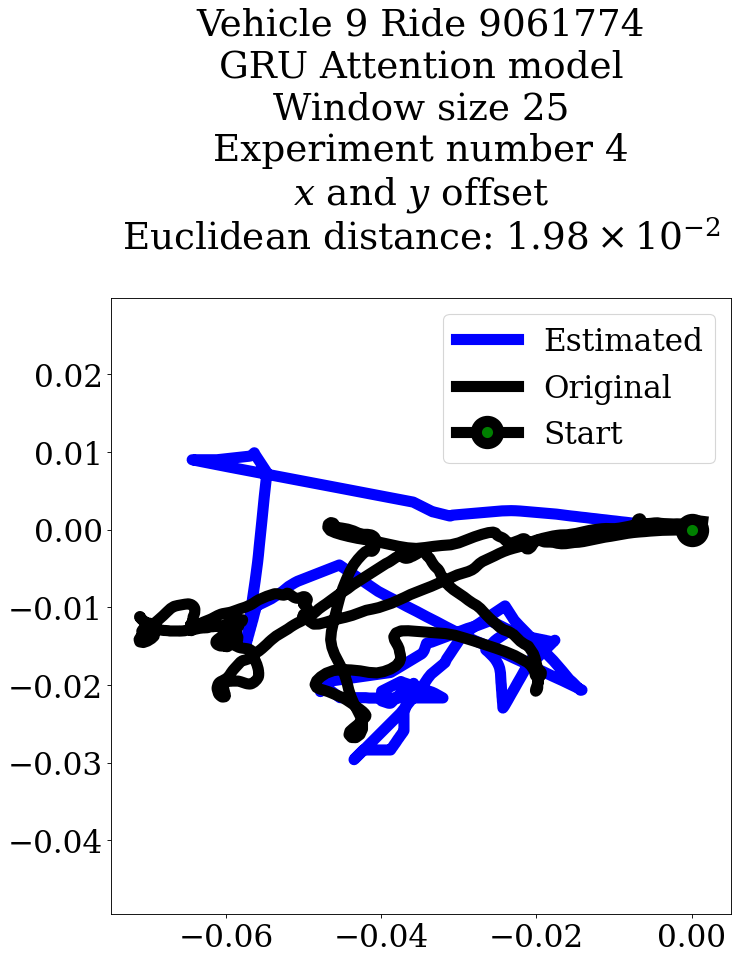 Vehicle 9 Ride 9061774
GRU Attention model
Window size 25
Experiment number 4
x and y offset
Euclidean distance: 1.98 × 10⁻²
Estimated
Original
Start
0.02
0.01
0.00
−0.01
−0.02
−0.03
−0.04
−0.06
−0.04
−0.02
0.00